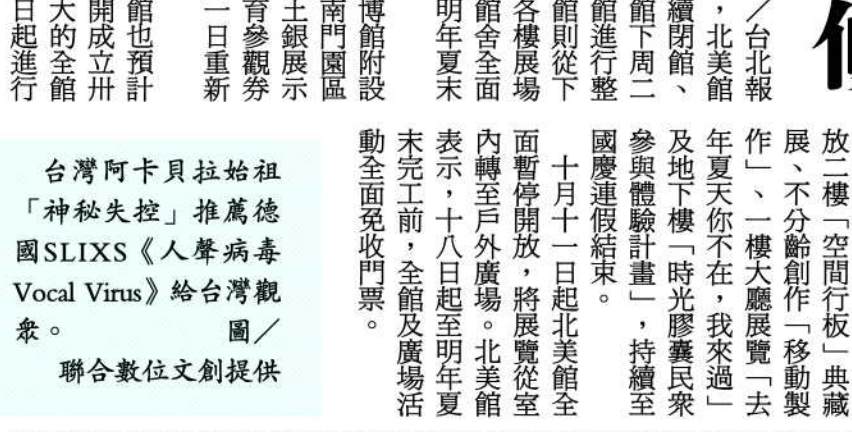 ／台北報
，北美館
續閉館、
館下周二
館進行整
館則從下
各樓展場
館舍全面
明年夏末
博館附設
南門園區
土銀展示
育參觀券
一日重新
館也預計
開成立卅
大的全館
日起進行
放二樓「空間行板」典藏
展、不分齡創作「移動製
作」、一樓大廳展覽「去
年夏天你不在，我來過」
及地下樓「時光膠囊民眾
參與體驗計畫」，持續至
國慶連假結束。
十月十一日起北美館全
面暫停開放，將展覽從室
內轉至戶外廣場。北美館
表示，十八日起至明年夏
末完工前，全館及廣場活
動全面免收門票。
台灣阿卡貝拉始祖
「神秘失控」推薦德
國SLIXS《人聲病毒
Vocal Virus》給台灣觀
眾。 圖／
聯合數位文創提供